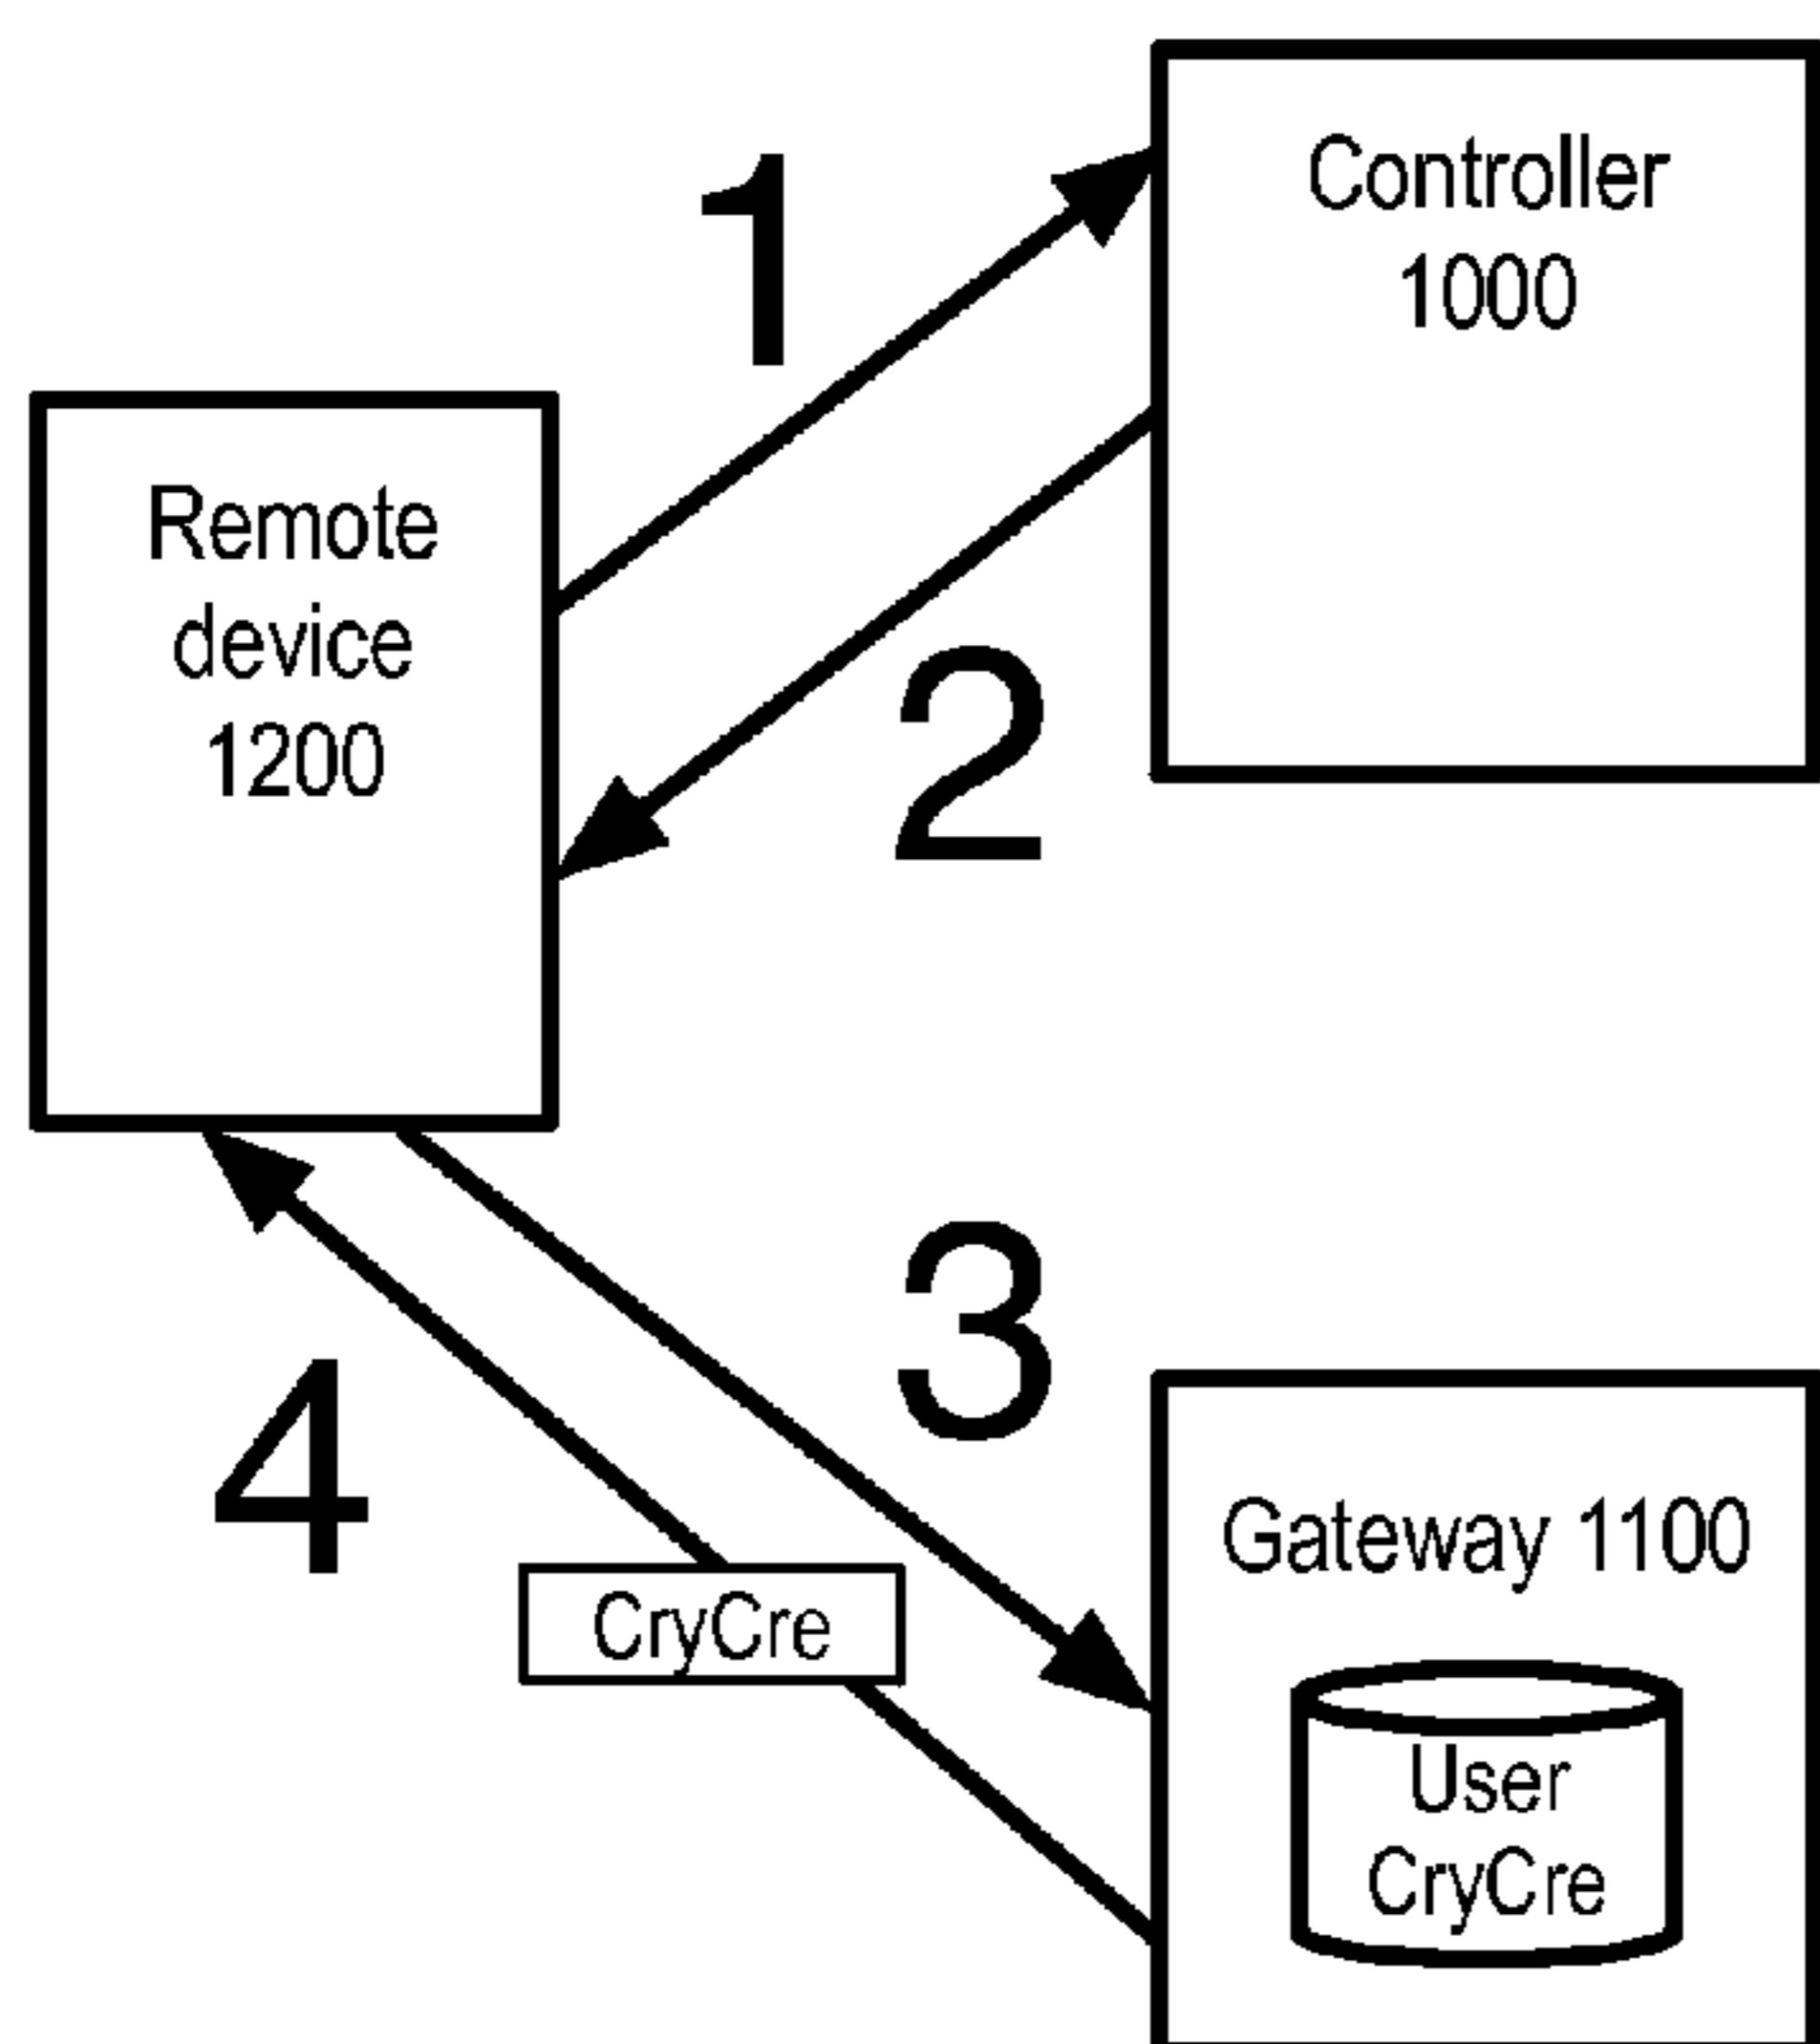 1
Controller
1000
Remote
device
1200
2
3
4
CryCre
Gateway 1100
User
CryCre